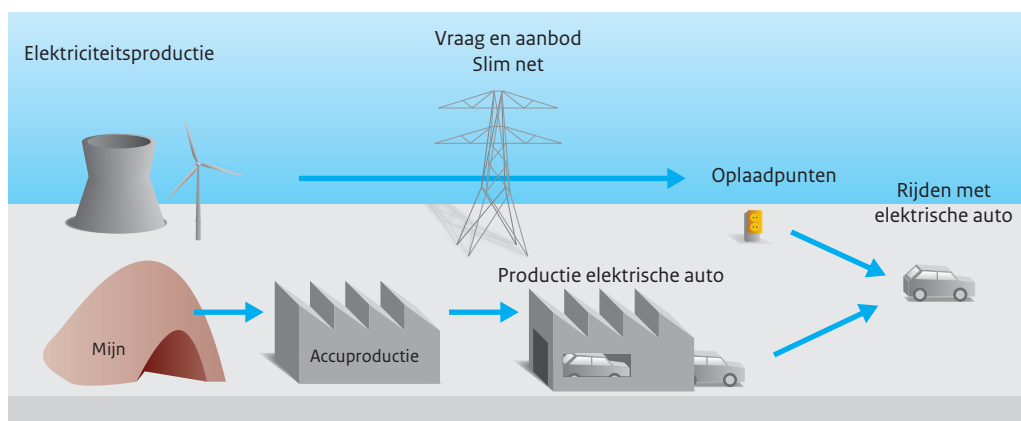 Elektriciteitsproductie
Vraag en aanbod
Slim net
Oplaadpunten
Rijden met
elektrische auto
Mijn
Accuproductie
Productie elektrische auto